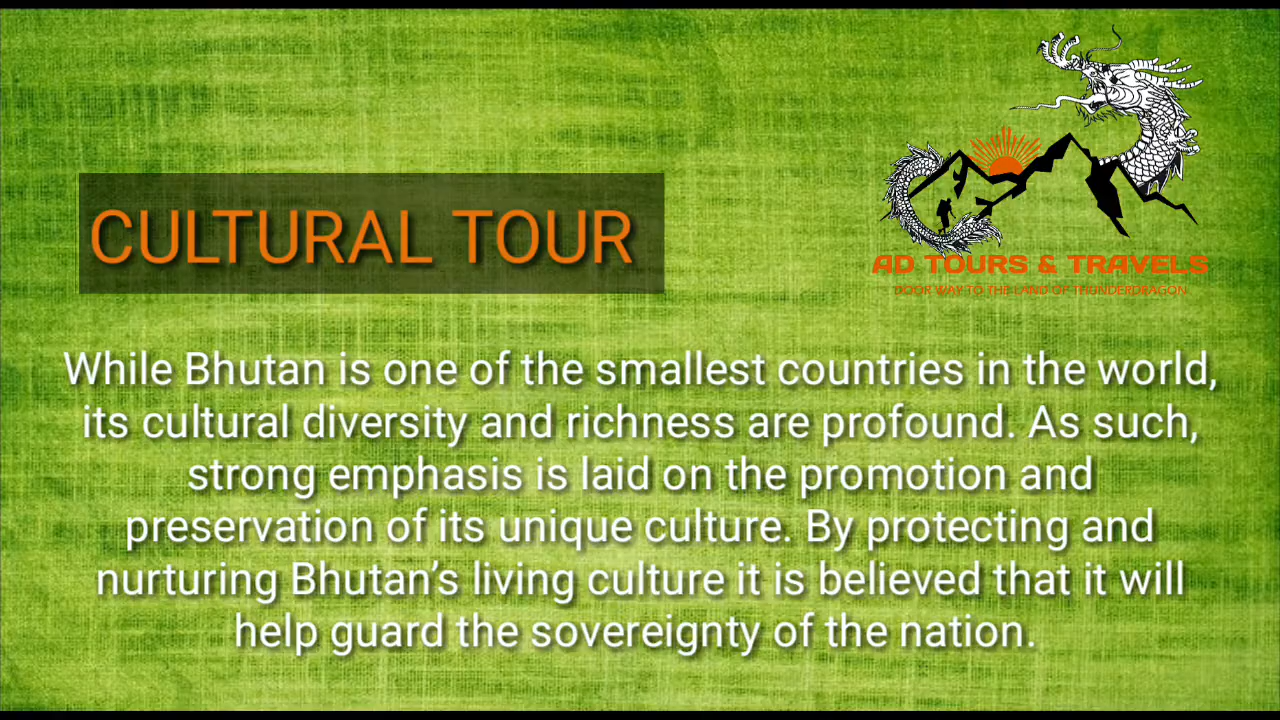 CULTURAL TOUR
AD TOURS & TRAVELS
DOOR WAY TO THE LAND OF THUNDERDRAGON
While Bhutan is one of the smallest countries in the world,
its cultural diversity and richness are profound. As such,
strong emphasis is laid on the promotion and
preservation of its unique culture. By protecting and
nurturing Bhutan’s living culture it is believed that it will
help guard the sovereignty of the nation.